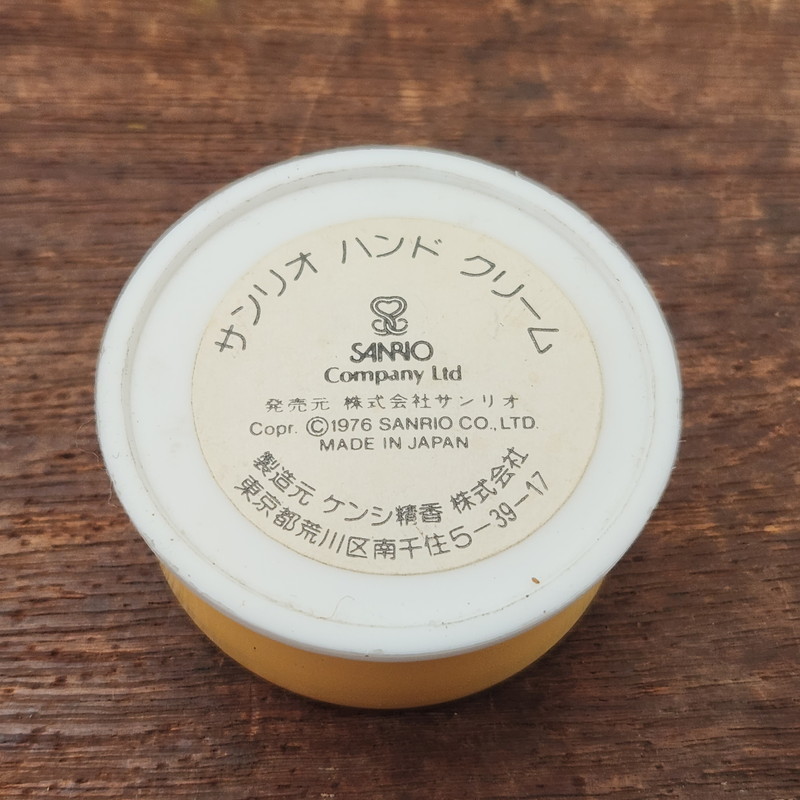 サンリオ ハンド クリーム
SANRIO
Company Ltd
発売元 株式会社サンリオ
Copr. ©1976 SANRIO CO., LTD.
MADE IN JAPAN
製造元 ケンシ精香 株式会社
東京都荒川区南千住5-39-17